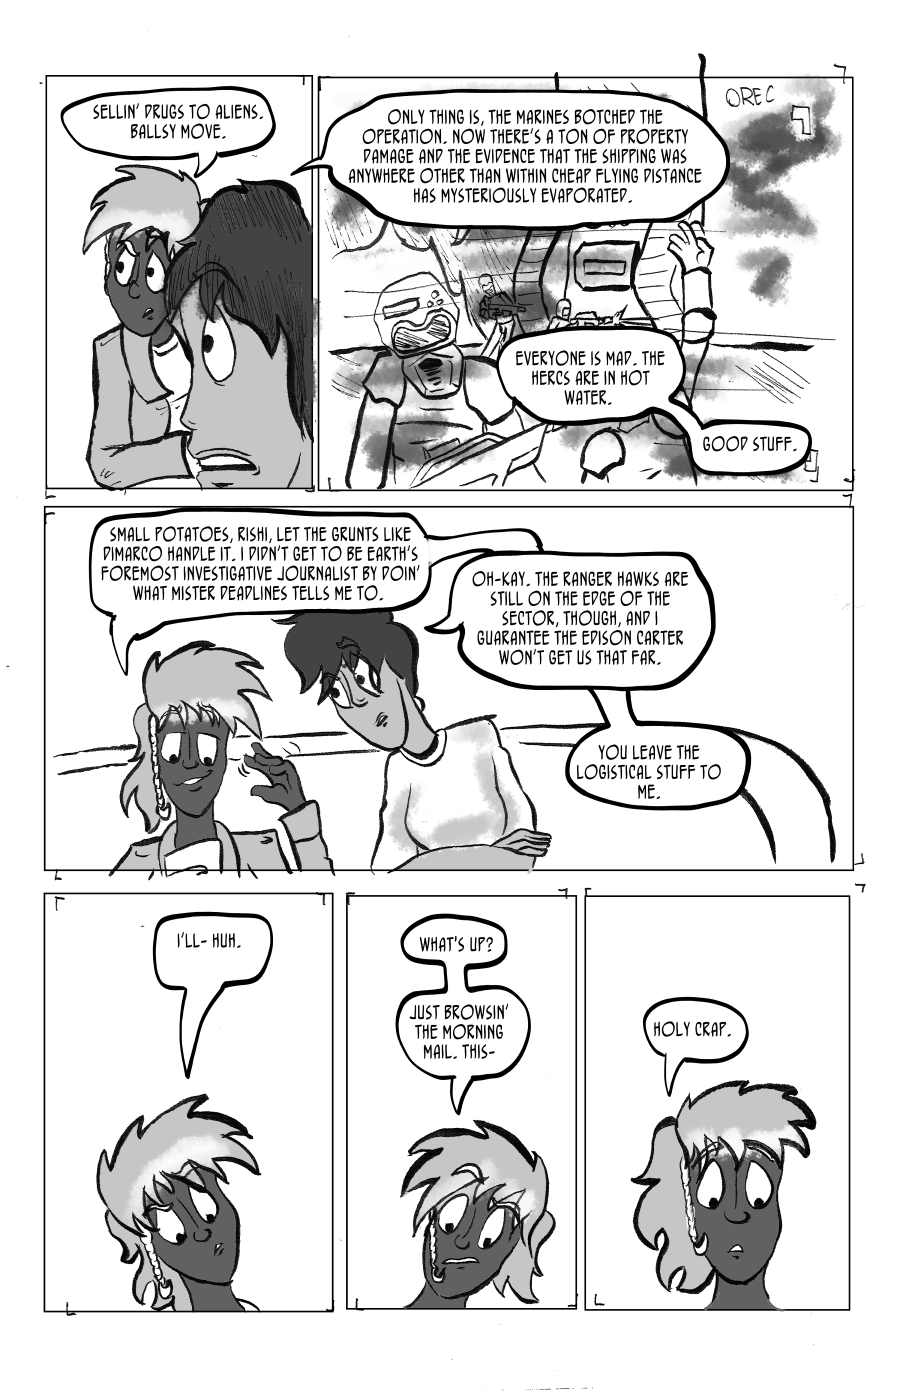 SELLIN' DRUGS TO ALIENS.
BALLSY MOVE.
ONLY THING IS, THE MARINES BOTCHED THE
OPERATION. NOW THERE'S A TON OF PROPERTY
DAMAGE AND THE EVIDENCE THAT THE SHIPPING WAS
ANYWHERE OTHER THAN WITHIN CHEAP FLYING DISTANCE
HAS MYSTERIOUSLY EVAPORATED.
OREC
EVERYONE IS MAD. THE
HERCS ARE IN HOT
WATER.
GOOD STUFF.
SMALL POTATOES, RISHI, LET THE GRUNTS LIKE
DIMARCO HANDLE IT. I DIDN'T GET TO BE EARTH'S
FOREMOST INVESTIGATIVE JOURNALIST BY DOIN'
WHAT MISTER DEADLINES TELLS ME TO.
OH-KAY. THE RANGER HAWKS ARE
STILL ON THE EDGE OF THE
SECTOR, THOUGH, AND I
GUARANTEE THE EDISON CARTER
WON'T GET US THAT FAR.
YOU LEAVE THE
LOGISTICAL STUFF TO
ME.
I'LL- HUH.
WHAT'S UP?
JUST BROWSIN'
THE MORNING
MAIL. THIS-
HOLY CRAP.